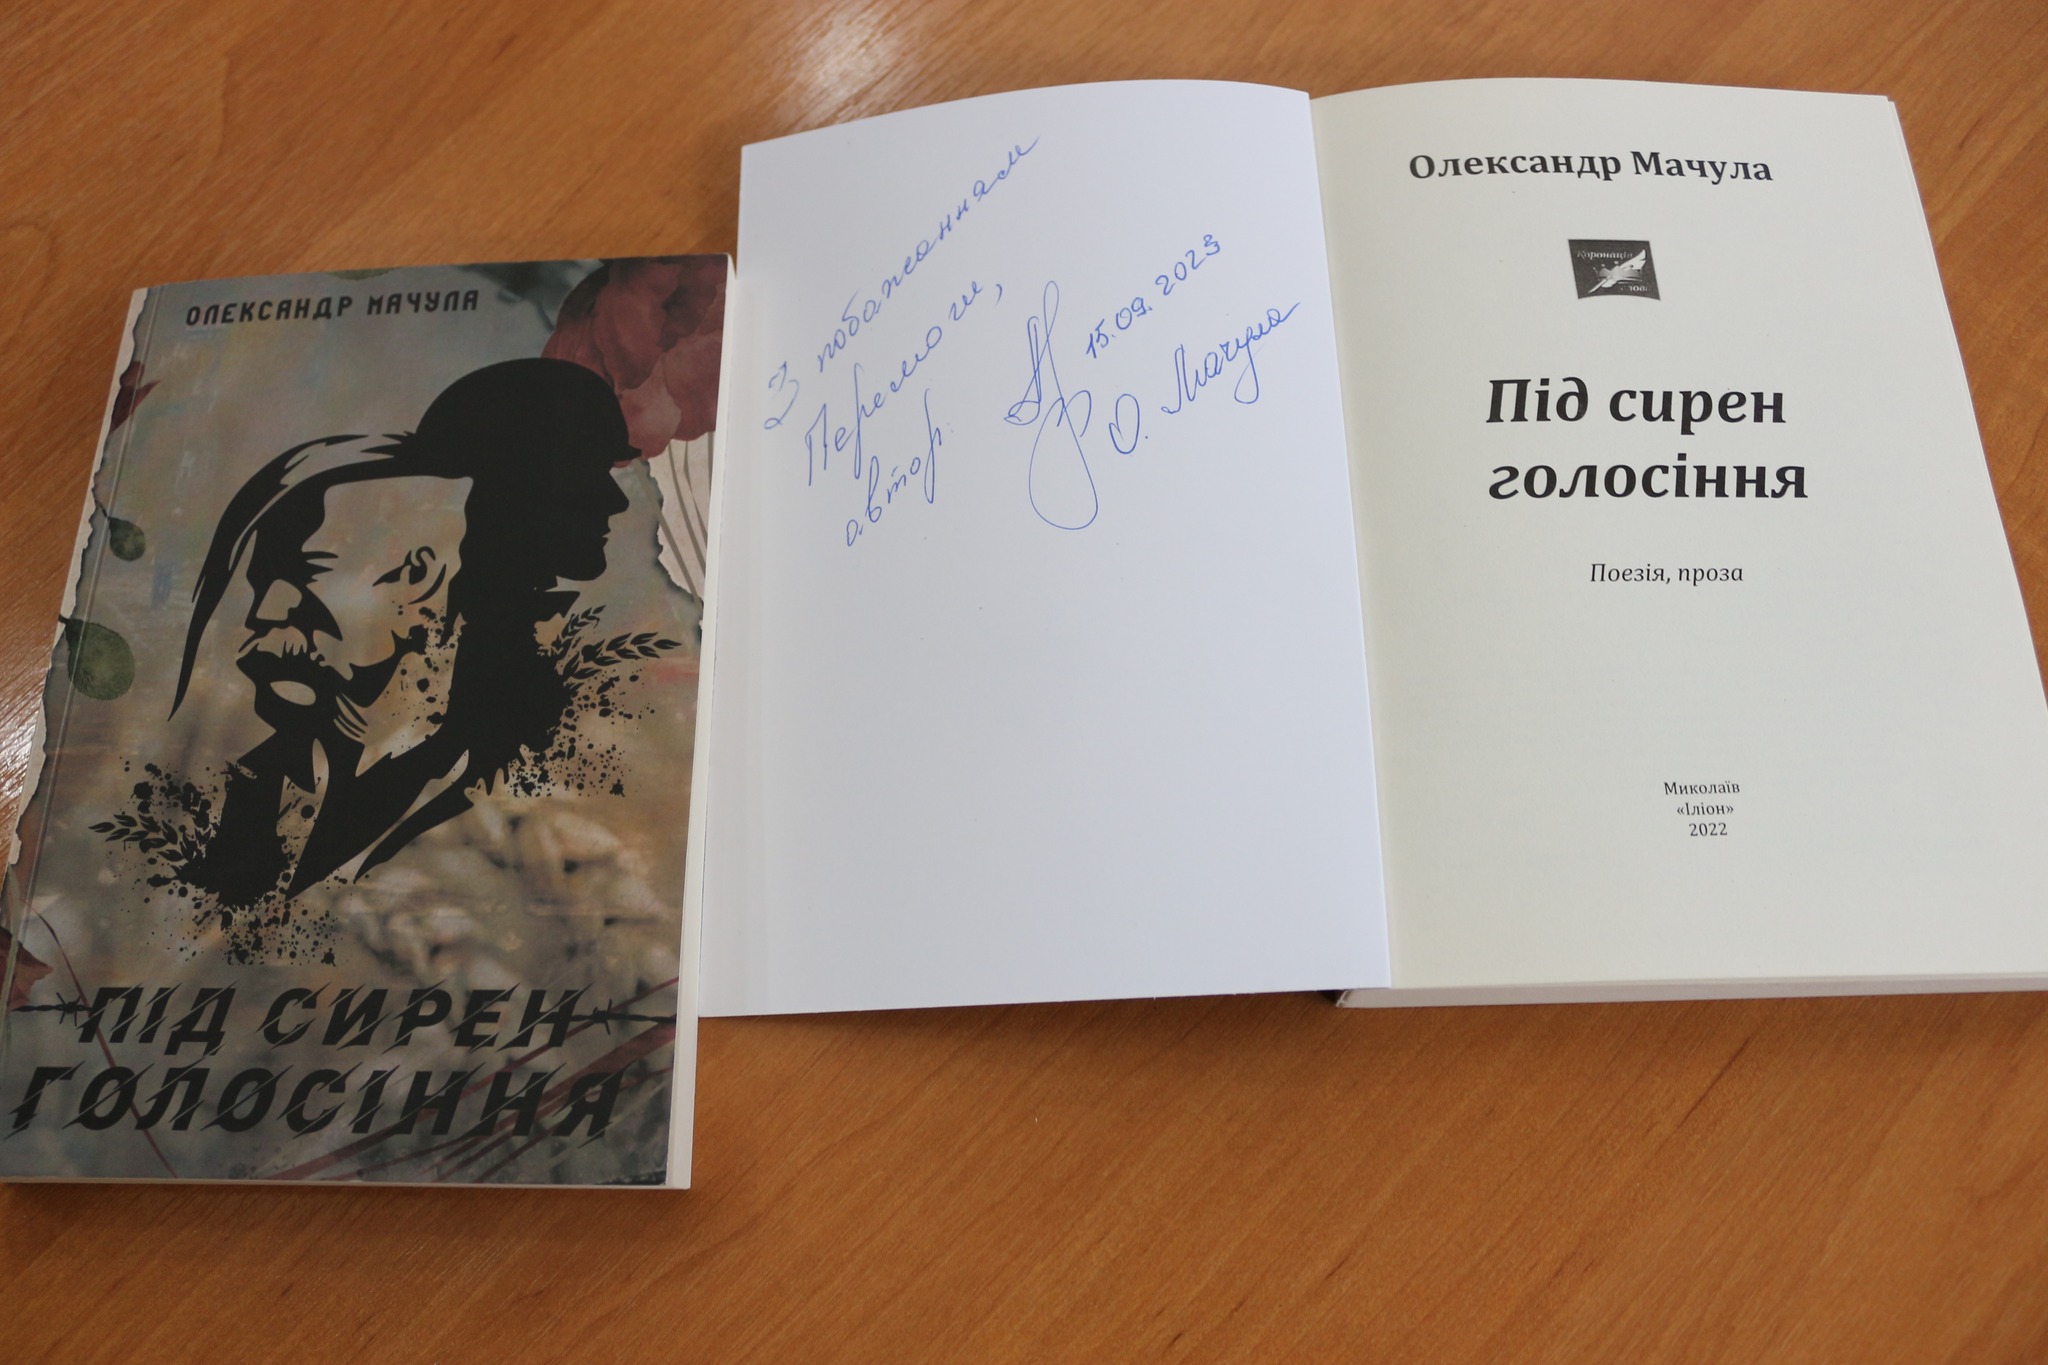 ОЛЕКСАНДР МАЧУЛА
ПІД СИРЕН
ГОЛОСІННЯ
З побажанням
Перемоги,
автор:
15.09.2023
О. Мачула
Олександр Мачула
Коронація
Під сирен
голосіння
Поезія, проза
Миколаїв
«Іліон»
2022